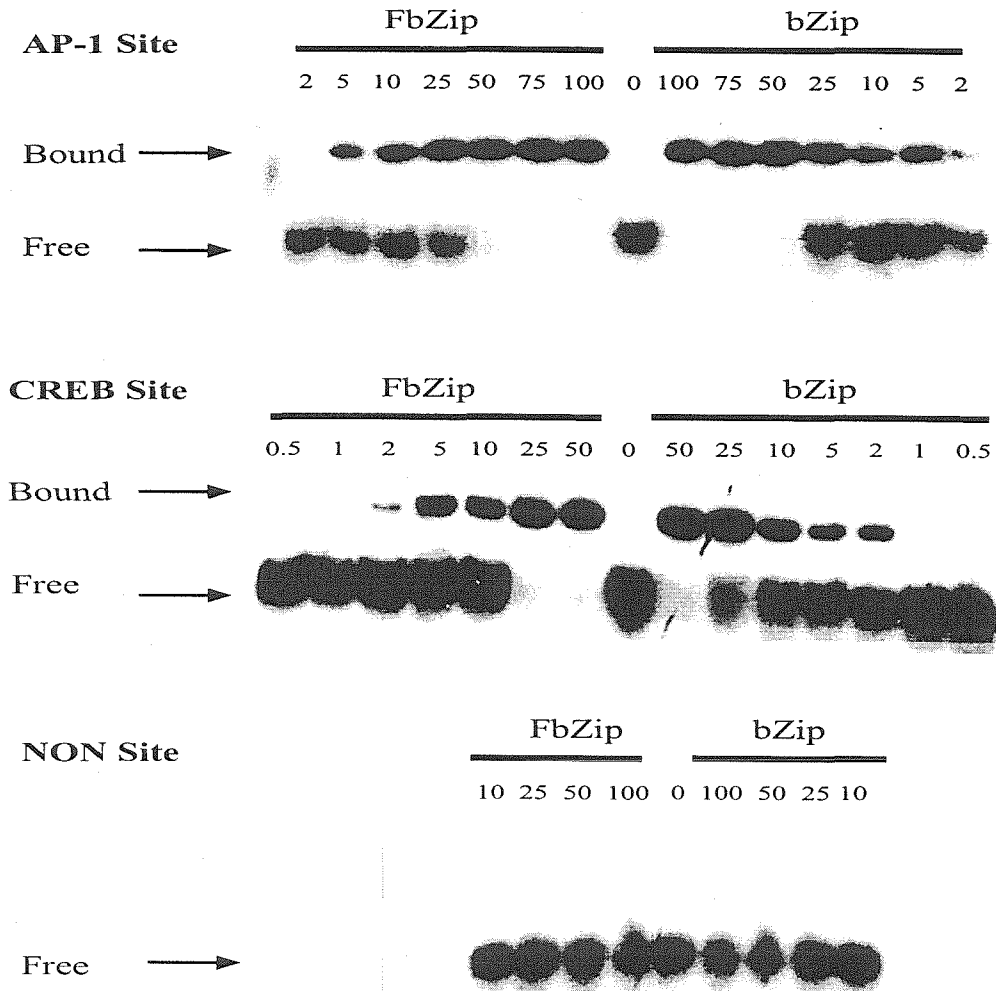 FbZip bZip
AP-1 Site
2 5 10 25 50 75 100 0 100 75 50 25 10 5 2
Bound
Free
CREB Site FbZip bZip
0.5 1 2 5 10 25 50 0 50 25 10 5 2 1 0.5
Bound
Free
FbZip bZip
NON Site
10 25 50 100 0 100 50 25 10
Free